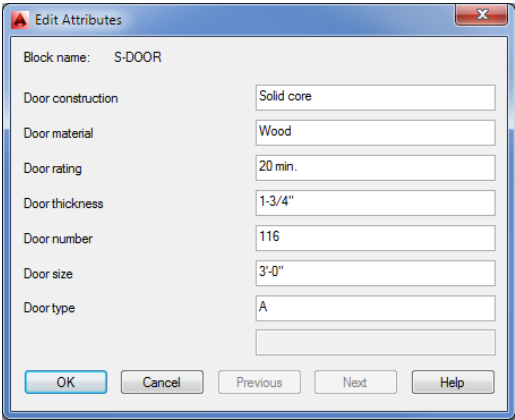 Edit Attributes
Block name: S-DOOR
Door construction Solid core
Door material Wood
Door rating 20 min.
Door thickness 1-3/4"
Door number 116
Door size 3'-0"
Door type A
OK Cancel Previous Next Help